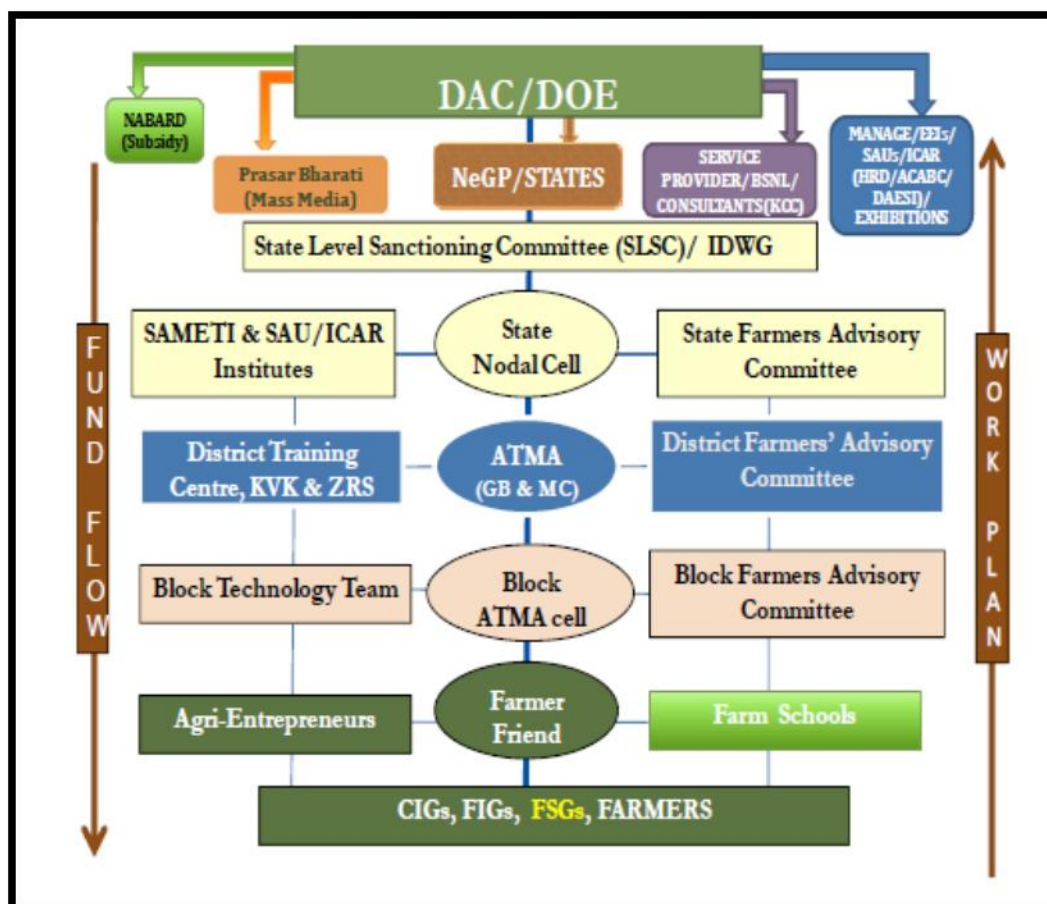 DAC/DOE
NABARD
(Subsidy)
Prasar Bharati
(Mass Media)
NeGP/STATES
SERVICE
PROVIDER/BSNL/
CONSULTANTS(KCC)
MANAGE/EEIs/
SAUs/ICAR
(HRD/ACABC/
DAESI)/
EXHIBITIONS
State Level Sanctioning Committee (SLSC)/ IDWG
SAMETI & SAU/ICAR
Institutes
State
Nodal Cell
State Farmers Advisory
Committee
District Training
Centre, KVK & ZRS
ATMA
(GB & MC)
District Farmers' Advisory
Committee
Block Technology Team
Block
ATMA cell
Block Farmers Advisory
Committee
Agri-Entrepreneurs
Farmer
Friend
Farm Schools
CIGs, FIGs, FSGs, FARMERS
FUND FLOW
WORK PLAN